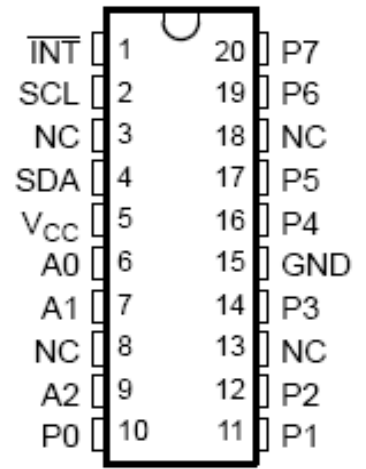 INT 1 20 P7
SCL 2 19 P6
NC 3 18 NC
SDA 4 17 P5
VCC 5 16 P4
A0 6 15 GND
A1 7 14 P3
NC 8 13 NC
A2 9 12 P2
P0 10 11 P1